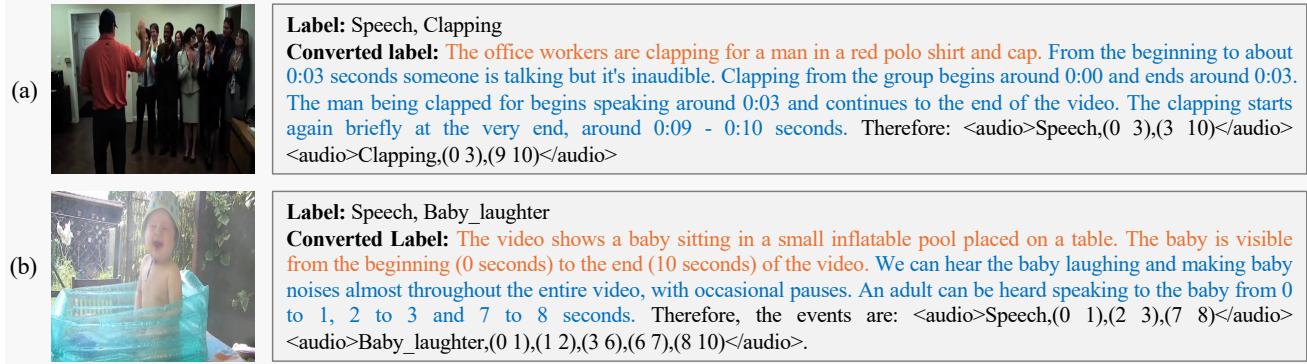 Label: Speech, Clapping
Converted label: The office workers are clapping for a man in a red polo shirt and cap. From the beginning to about
0:03 seconds someone is talking but it's inaudible. Clapping from the group begins around 0:00 and ends around 0:03.
The man being clapped for begins speaking around 0:03 and continues to the end of the video. The clapping starts
again briefly at the very end, around 0:09 - 0:10 seconds. Therefore: <audio>Speech,(0 3),(3 10)</audio>
<audio>Clapping,(0 3),(9 10)</audio>
(a)
Label: Speech, Baby_laughter
Converted Label: The video shows a baby sitting in a small inflatable pool placed on a table. The baby is visible
from the beginning (0 seconds) to the end (10 seconds) of the video. We can hear the baby laughing and making baby
noises almost throughout the entire video, with occasional pauses. An adult can be heard speaking to the baby from 0
to 1, 2 to 3 and 7 to 8 seconds. Therefore, the events are: <audio>Speech,(0 1),(2 3),(7 8)</audio>
<audio>Baby_laughter,(0 1),(1 2),(3 6),(6 7),(8 10)</audio>.
(b)